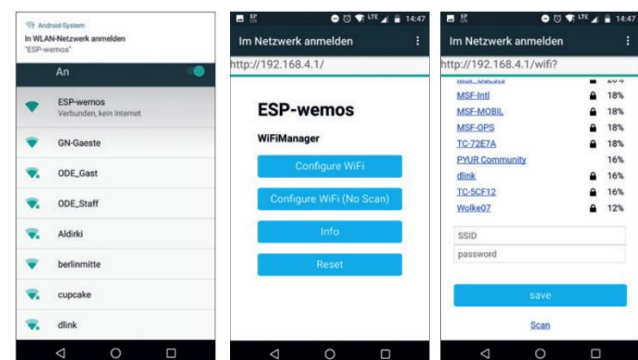 Android-System
In WLAN-Netzwerk anmelden
"ESP-wemos"
An
ESP-wemos
Verbunden, kein Internet
GN-Gaeste
ODE_Gast
ODE_Staff
Aldirki
berlinmitte
cupcake
dlink
SP
LTE 14:47
Im Netzwerk anmelden
http://192.168.4.1/
ESP-wemos
WiFiManager
Configure WiFi
Configure WiFi (No Scan)
Info
Reset
SP
LTE 14:47
Im Netzwerk anmelden
http://192.168.4.1/wifi?
MSF-Intl 18%
MSF-MOBIL 18%
MSF-OPS 18%
TC-72E7A 18%
PYUR Community 16%
dlink 16%
TC-5CF12 16%
Wolke07 12%
SSID
password
save
Scan